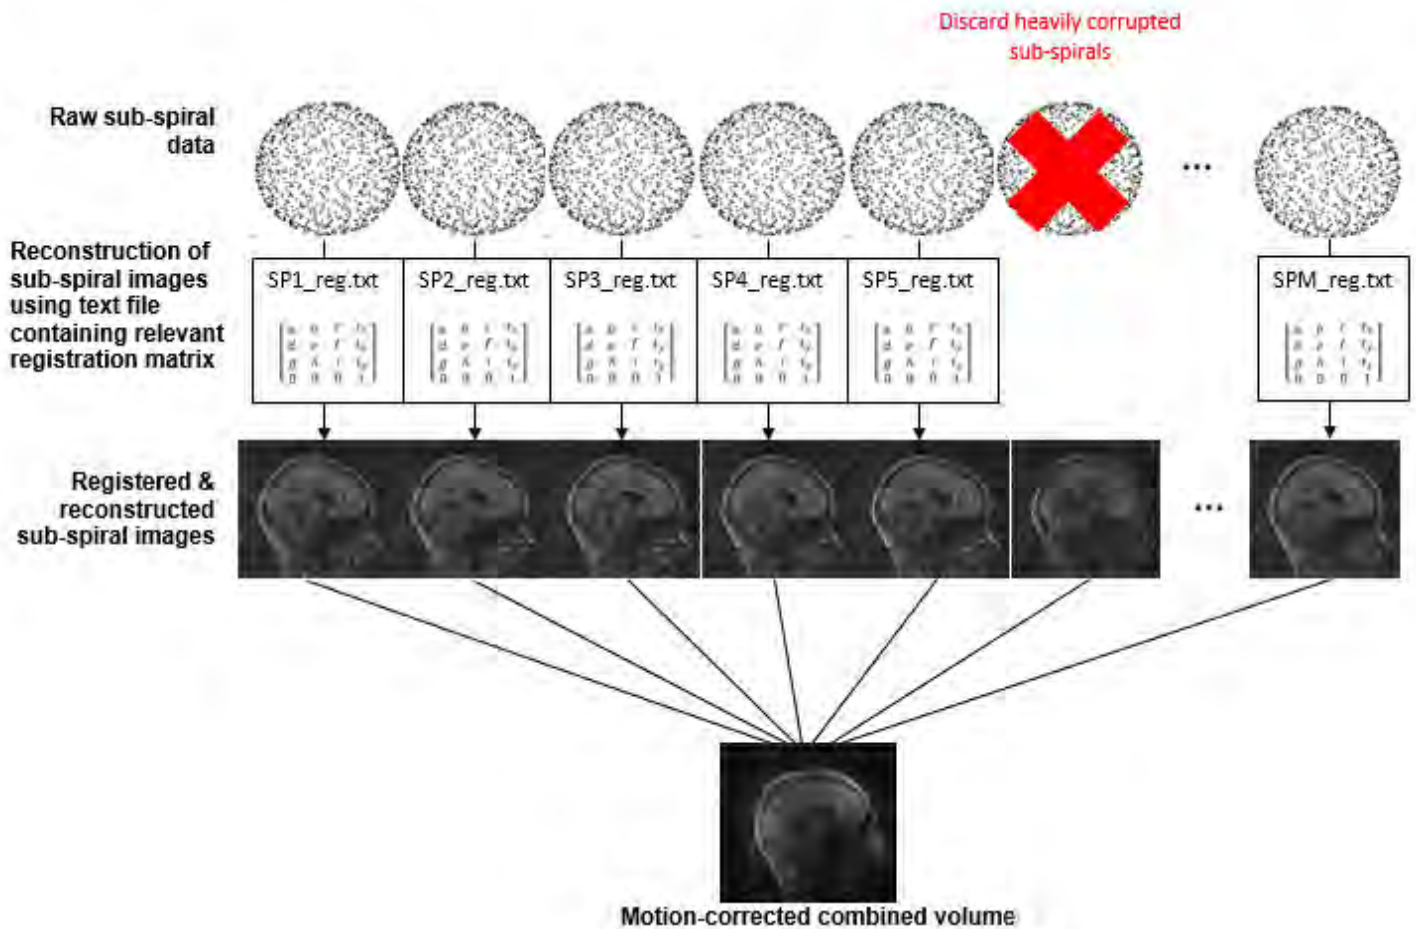 Discard heavily corrupted
sub-spirals
Raw sub-spiral
data
...
Reconstruction of
sub-spiral images
using text file
containing relevant
registration matrix
SP1_reg.txt
SP2_reg.txt
SP3_reg.txt
SP4_reg.txt
SP5_reg.txt
SPM_reg.txt
Registered &
reconstructed
sub-spiral images
...
Motion-corrected combined volume